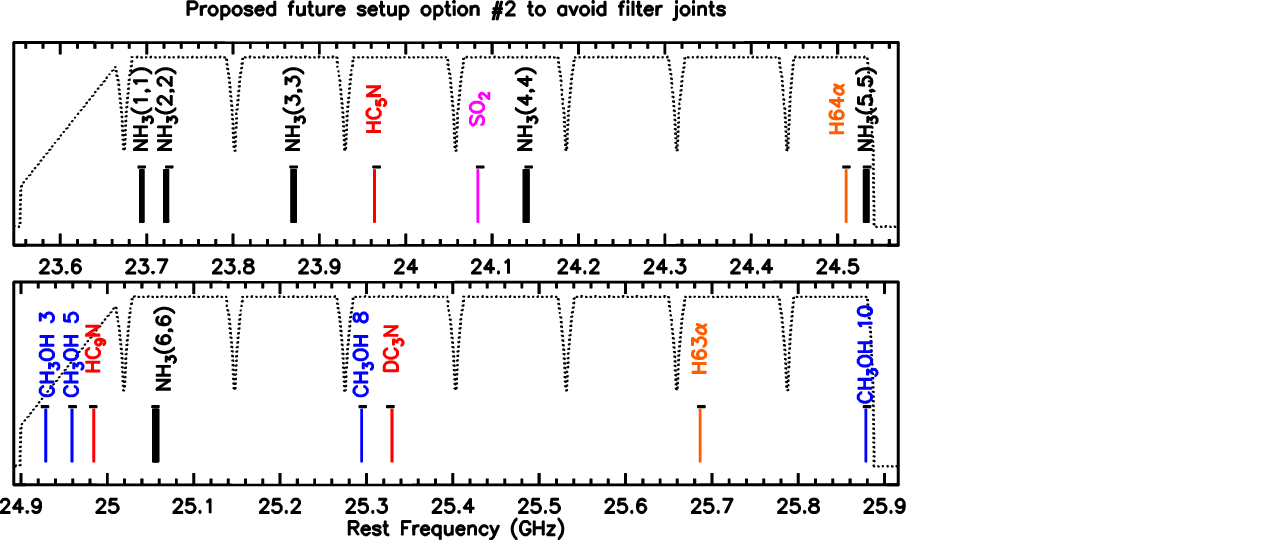 Proposed future setup option #2 to avoid filter joints
NH₃(1,1) NH₃(2,2) NH₃(3,3) HC₅N SO₂ NH₃(4,4) H64α NH₃(5,5)
23.6 23.7 23.8 23.9 24 24.1 24.2 24.3 24.4 24.5
CH₃OH 3 CH₃OH 5 HC₉N NH₃(6,6) CH₃OH 8 DC₃N H63α CH₃OH 10
24.9 25 25.1 25.2 25.3 25.4 25.5 25.6 25.7 25.8 25.9
Rest Frequency (GHz)